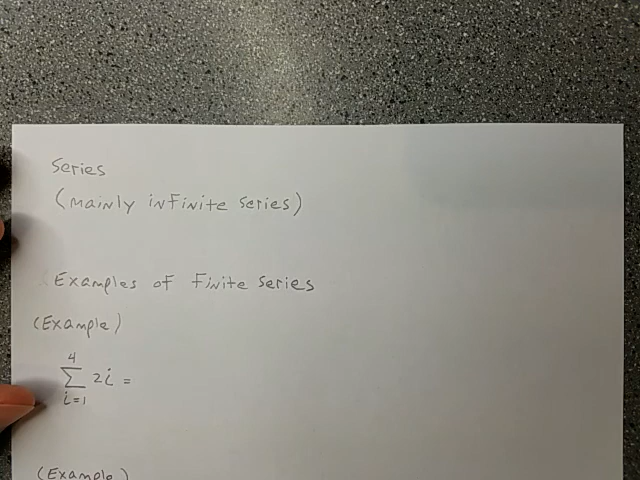 Series
(mainly infinite series)
Examples of finite series
(Example)
4
∑ 2i =
i=1
(Example)